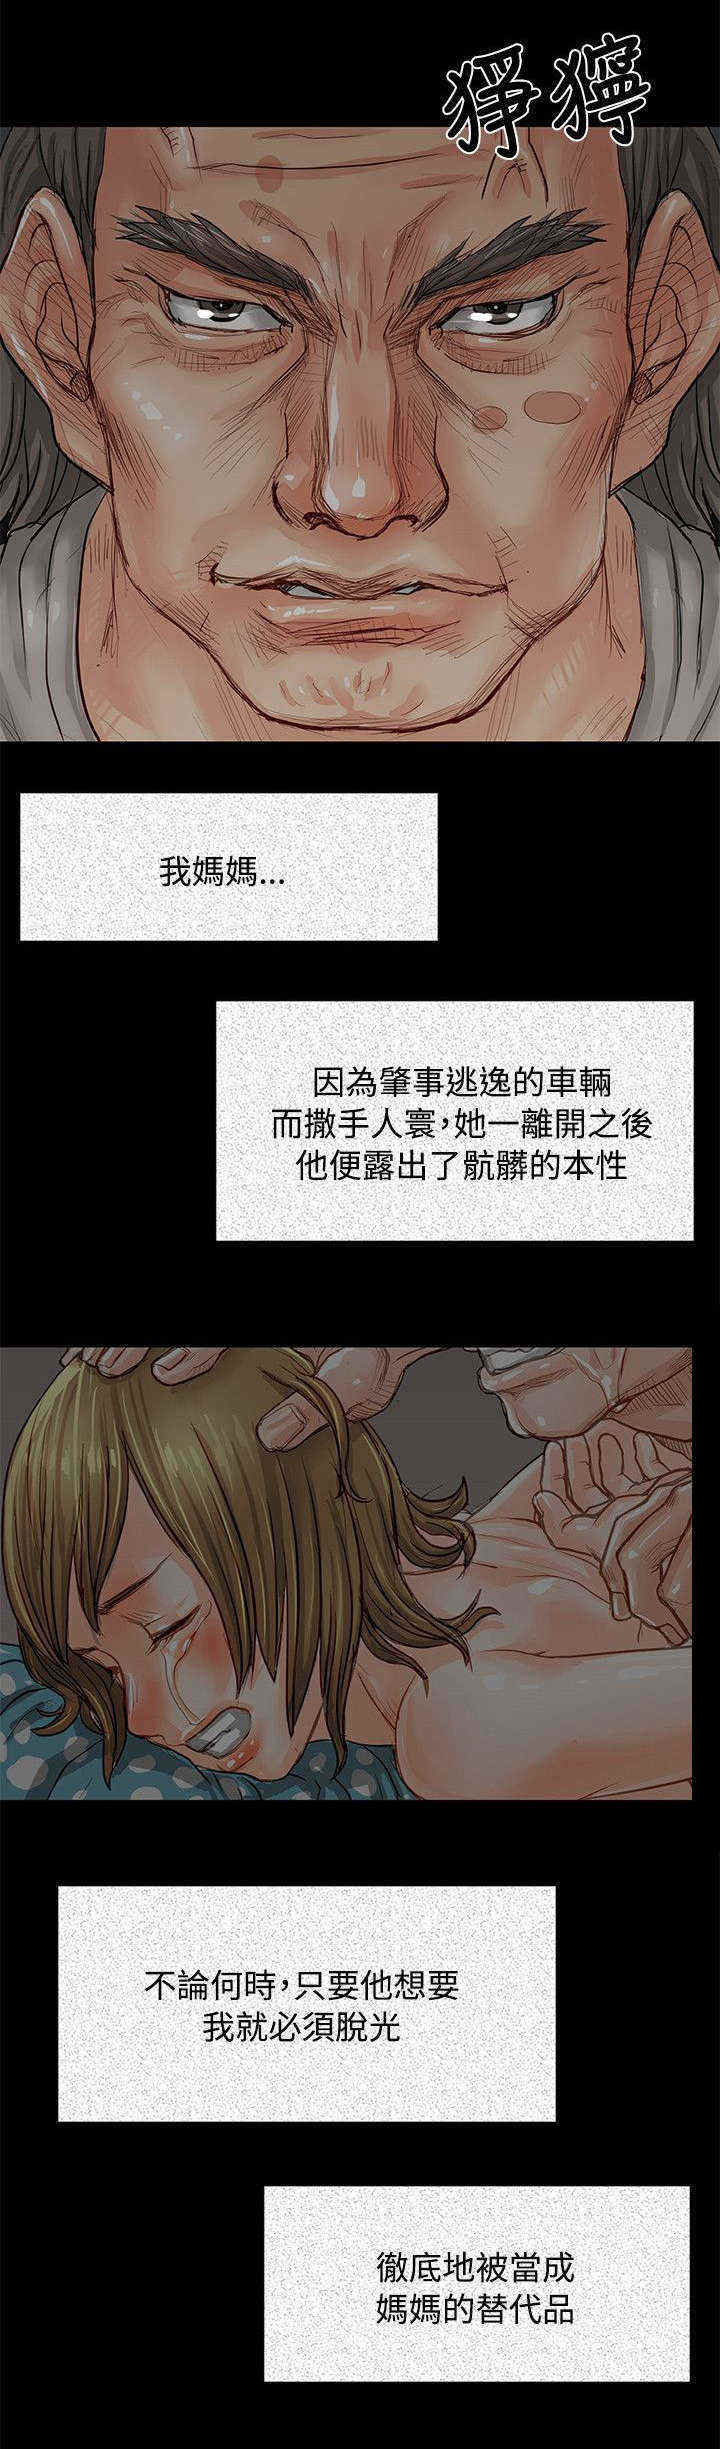 猙獰
我媽媽...
因為肇事逃逸的車輛
而撒手人寰，她一離開之後
他便露出了骯髒的本性
不論何時，只要他想要
我就必須脫光
徹底地被當成
媽媽的替代品